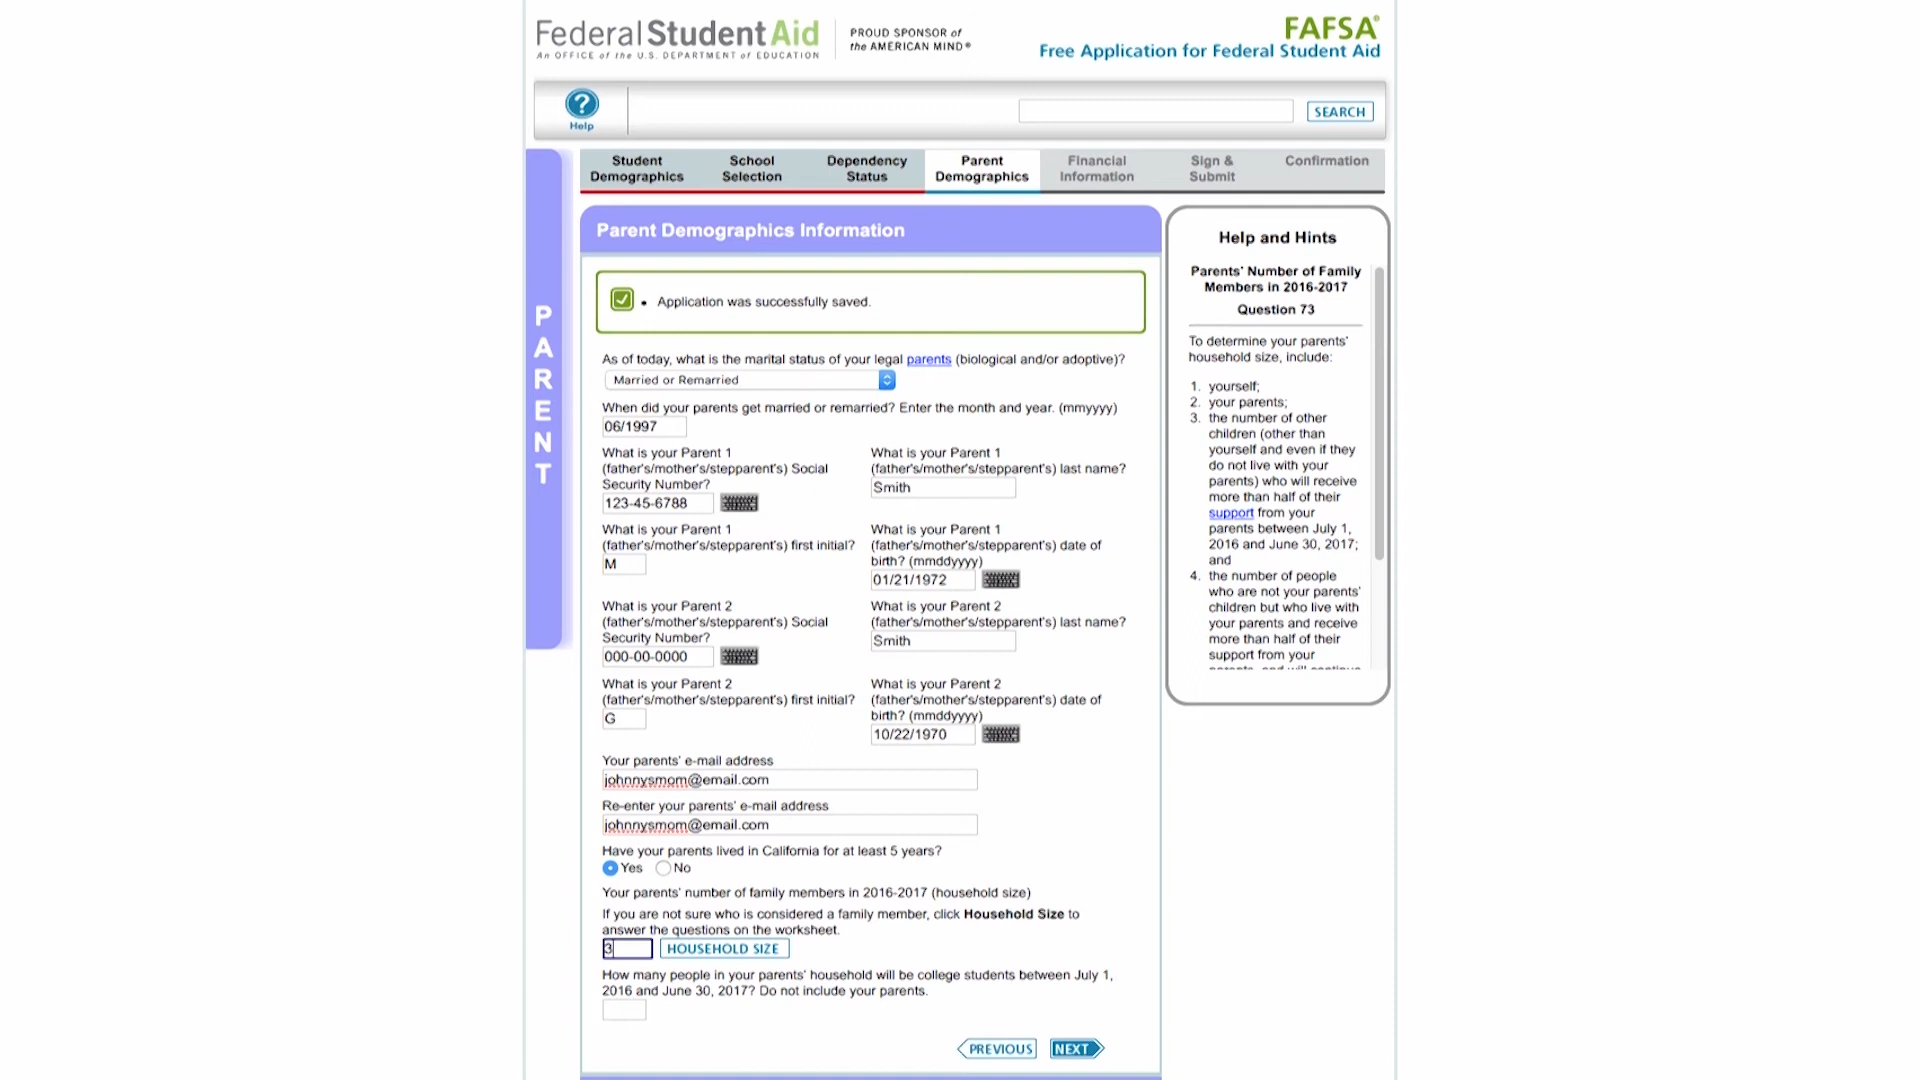 Federal Student Aid
An OFFICE of the U.S. DEPARTMENT of EDUCATION
PROUD SPONSOR of
the AMERICAN MIND®
FAFSA®
Free Application for Federal Student Aid
?
Help
SEARCH
Student
Demographics
School
Selection
Dependency
Status
Parent
Demographics
Financial
Information
Sign &
Submit
Confirmation
PARENT
Parent Demographics Information
• Application was successfully saved.
As of today, what is the marital status of your legal parents (biological and/or adoptive)?
Married or Remarried
When did your parents get married or remarried? Enter the month and year. (mmyyyy)
06/1997
What is your Parent 1
(father's/mother's/stepparent's) Social
Security Number?
123-45-6788
What is your Parent 1
(father's/mother's/stepparent's) last name?
Smith
What is your Parent 1
(father's/mother's/stepparent's) first initial?
M
What is your Parent 1
(father's/mother's/stepparent's) date of
birth? (mmddyyyy)
01/21/1972
What is your Parent 2
(father's/mother's/stepparent's) Social
Security Number?
000-00-0000
What is your Parent 2
(father's/mother's/stepparent's) last name?
Smith
What is your Parent 2
(father's/mother's/stepparent's) first initial?
G
What is your Parent 2
(father's/mother's/stepparent's) date of
birth? (mmddyyyy)
10/22/1970
Your parents' e-mail address
johnnysmom@email.com
Re-enter your parents' e-mail address
johnnysmom@email.com
Have your parents lived in California for at least 5 years?
Yes No
Your parents' number of family members in 2016-2017 (household size)
If you are not sure who is considered a family member, click Household Size to
answer the questions on the worksheet.
3
HOUSEHOLD SIZE
How many people in your parents' household will be college students between July 1,
2016 and June 30, 2017? Do not include your parents.
PREVIOUS
NEXT
Help and Hints
Parents' Number of Family
Members in 2016-2017
Question 73
To determine your parents'
household size, include:
1. yourself;
2. your parents;
3. the number of other
children (other than
yourself and even if they
do not live with your
parents) who will receive
more than half of their
support from your
parents between July 1,
2016 and June 30, 2017;
and
4. the number of people
who are not your parents'
children but who live with
your parents and receive
more than half of their
support from your
parents, and will continue